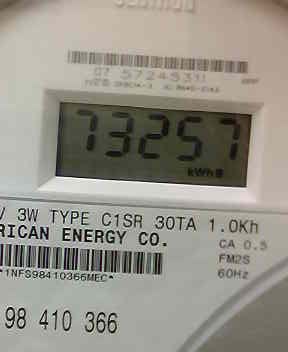 07 57245311
73257
kWh
V 3W TYPE C1SR 30TA 1.0Kh
RICAN ENERGY CO.
CA 0.5
FM2S
60Hz
*1NFS98410366MEC*
98 410 366